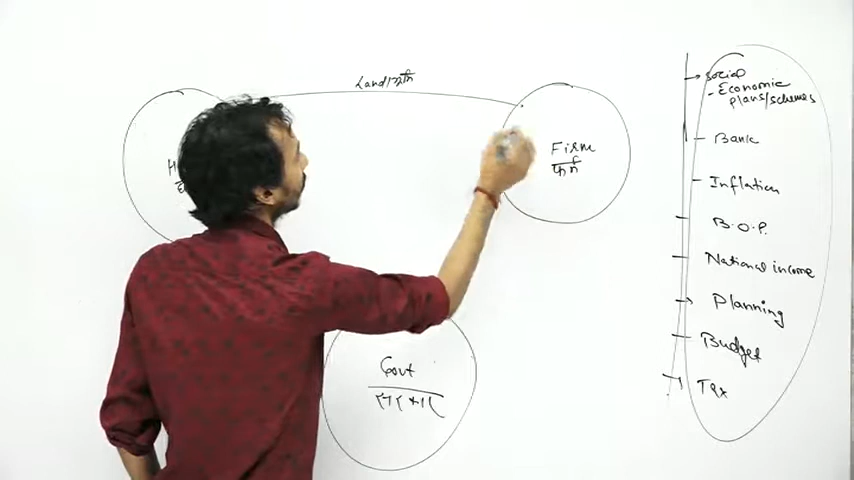 Land/भूमि
Firm
फर्म
Govt
सरकार
Social
- Economic
plans/schemes
Bank
Inflation
B.O.P.
National income
Planning
Budget
Tax